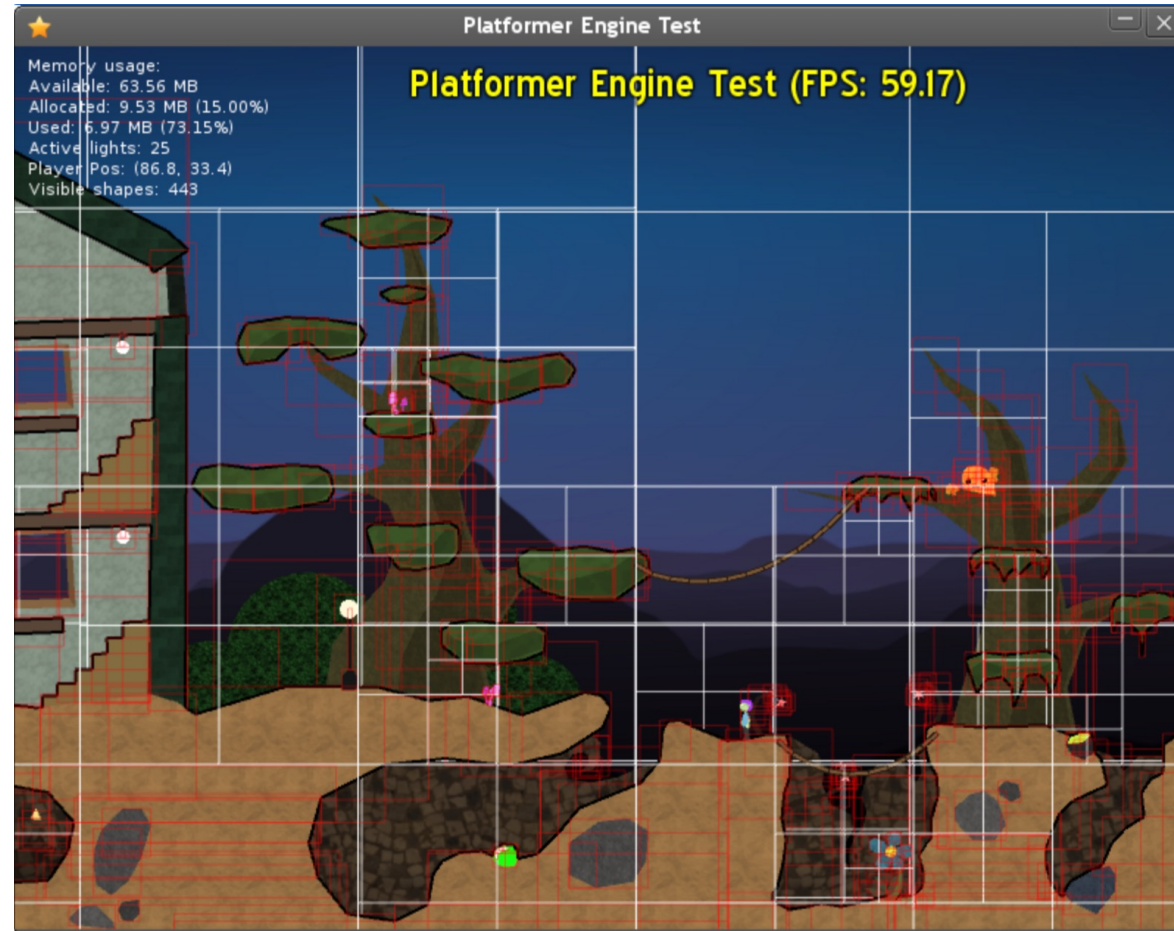 Platformer Engine Test
Memory usage:
Available: 63.56 MB
Allocated: 9.53 MB (15.00%)
Used: 6.97 MB (73.15%)
Active lights: 25
Player Pos: (86.8, 33.4)
Visible shapes: 443
Platformer Engine Test (FPS: 59.17)